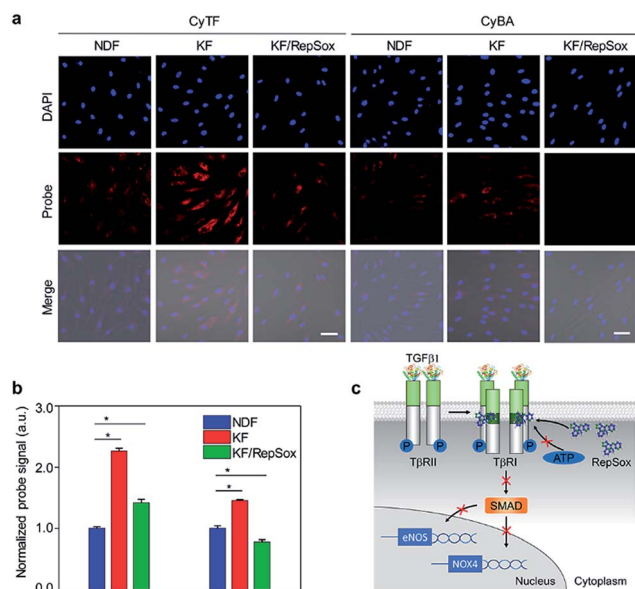 a
CyTF CyBA
NDF KF KF/RepSox NDF KF KF/RepSox
DAPI
Probe
Merge
b
Normalized probe signal (a.u.)
3.0
2.0
1.0
0.0
* *
* *
NDF
KF
KF/RepSox
c
TGFβ1
P P P P
TβRII TβRI ATP RepSox
SMAD
eNOS
NOX4
Nucleus Cytoplasm